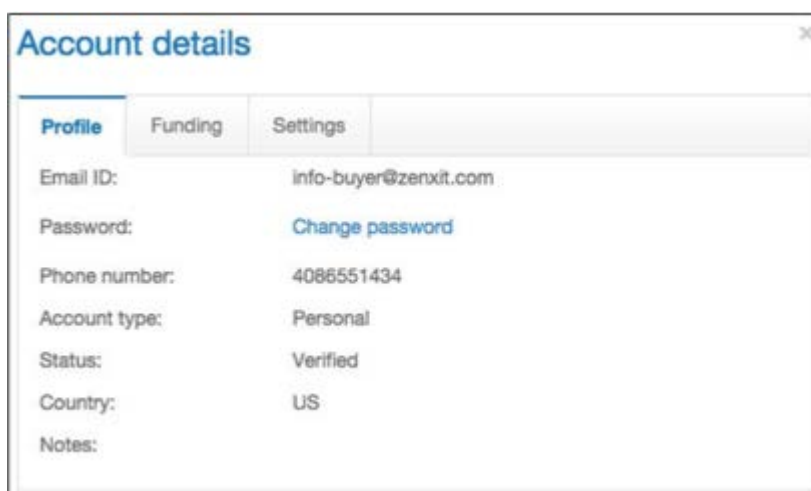 Account details
Profile Funding Settings
Email ID: info-buyer@zenxit.com
Password: Change password
Phone number: 4086551434
Account type: Personal
Status: Verified
Country: US
Notes: